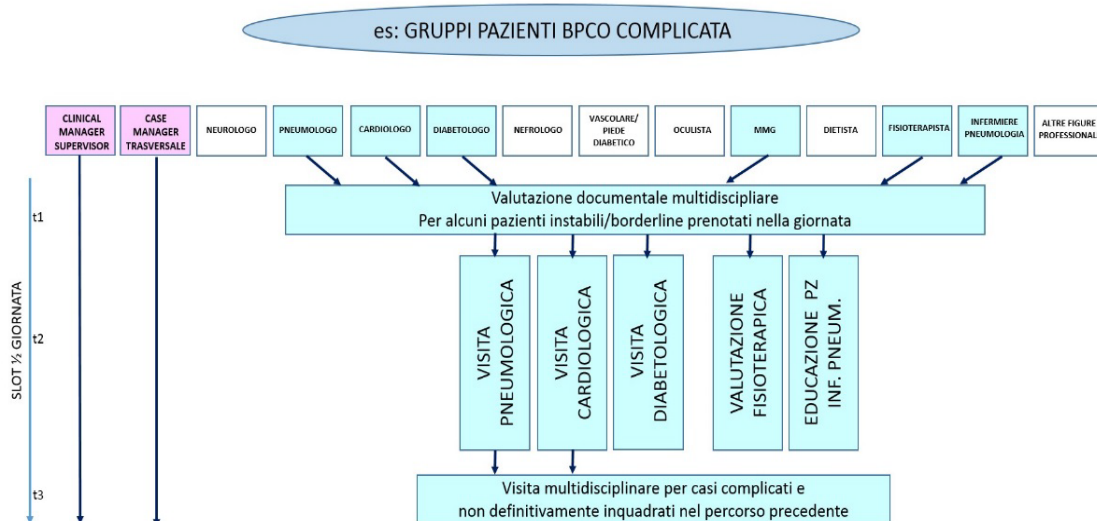 es: GRUPPI PAZIENTI BPCO COMPLICATA
CLINICAL
MANAGER
SUPERVISOR
CASE
MANAGER
TRASVERSALE
NEUROLOGO
PNEUMOLOGO
CARDIOLOGO
DIABETOLOGO
NEFROLOGO
VASCOLARE/
PIEDE
DIABETICO
OCULISTA
MMG
DIETISTA
FISIOTERAPISTA
INFERMIERE
PNEUMOLOGIA
ALTRE FIGURE
PROFESSIONALI
Valutazione documentale multidiscipliare
Per alcuni pazienti instabili/borderline prenotati nella giornata
t1
SLOT ½ GIORNATA
t2
VISITA
PNEUMOLOGICA
VISITA
CARDIOLOGICA
VISITA
DIABETOLOGICA
VALUTAZIONE
FISIOTERAPICA
EDUCAZIONE PZ
INF. PNEUM.
t3
Visita multidisciplinare per casi complicati e
non definitivamente inquadrati nel percorso precedente